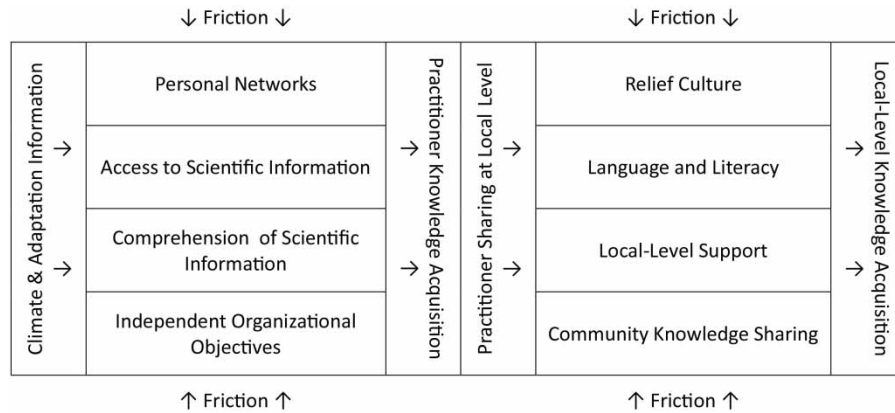 ↓ Friction ↓
↓ Friction ↓
Climate & Adaptation Information
→
→
Personal Networks
Access to Scientific Information
Comprehension of Scientific
Information
Independent Organizational
Objectives
→
→
Practitioner Knowledge Acquisition
Practitioner Sharing at Local Level
→
→
Relief Culture
Language and Literacy
Local-Level Support
Community Knowledge Sharing
→
→
Local-Level Knowledge Acquisition
↑ Friction ↑
↑ Friction ↑